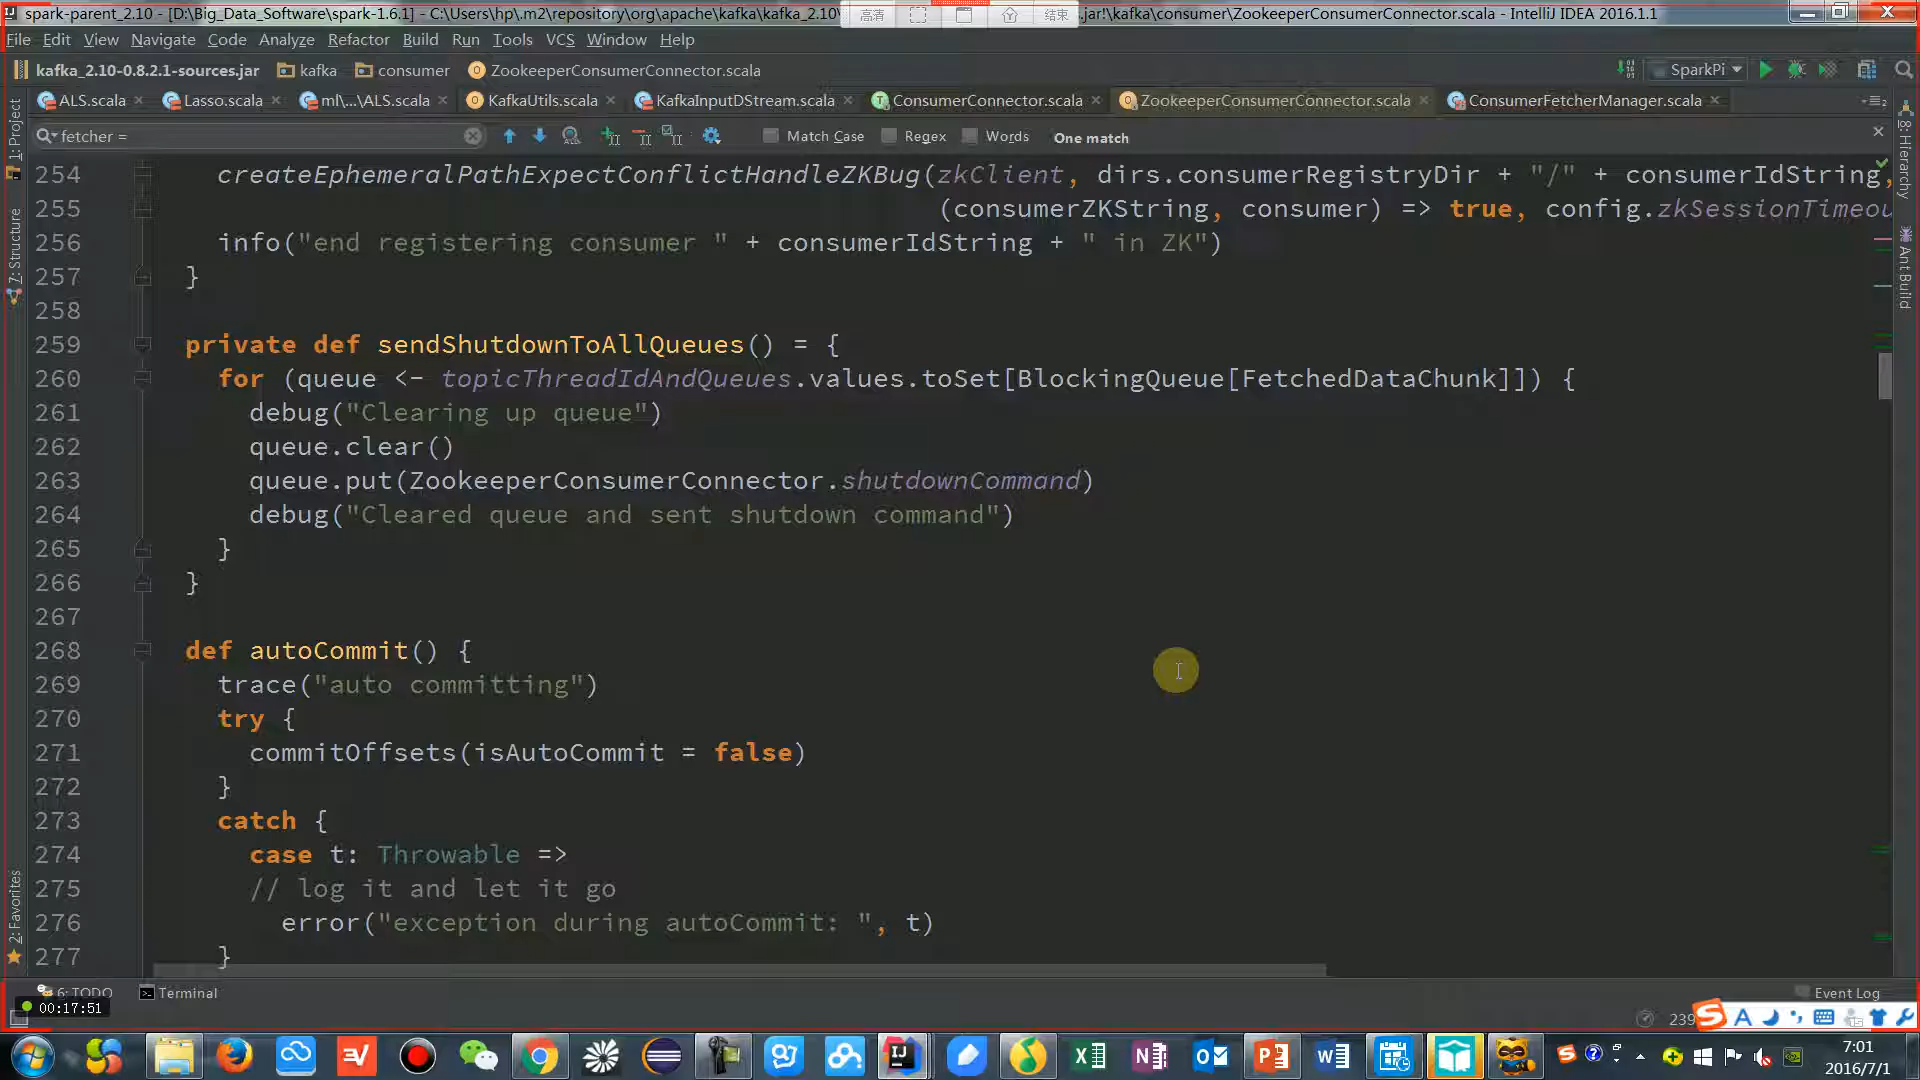 spark-parent_2.10 - [D:\Big_Data_Software\spark-1.6.1] - C:\Users\hp\.m2\repository\org\apache\kafka\kafka_2.10\
高清
结束
.jar!\kafka\consumer\ZookeeperConsumerConnector.scala - IntelliJ IDEA 2016.1.1
File Edit View Navigate Code Analyze Refactor Build Run Tools VCS Window Help
kafka_2.10-0.8.2.1-sources.jar kafka consumer ZookeeperConsumerConnector.scala
SparkPi
ALS.scala Lasso.scala ml\...\ALS.scala KafkaUtils.scala KafkaInputDStream.scala ConsumerConnector.scala ZookeeperConsumerConnector.scala ConsumerFetcherManager.scala
fetcher =
Match Case Regex Words One match
1: Project
7: Structure
2: Favorites
8: Hierarchy
Ant Build
254 createEphemeralPathExpectConflictHandleZKBug(zkClient, dirs.consumerRegistryDir + "/" + consumerIdString,
255 (consumerZKString, consumer) => true, config.zkSessionTimeou
256 info("end registering consumer " + consumerIdString + " in ZK")
257 }
258
259 private def sendShutdownToAllQueues() = {
260 for (queue <- topicThreadIdAndQueues.values.toSet[BlockingQueue[FetchedDataChunk]]) {
261 debug("Clearing up queue")
262 queue.clear()
263 queue.put(ZookeeperConsumerConnector.shutdownCommand)
264 debug("Cleared queue and sent shutdown command")
265 }
266 }
267
268 def autoCommit() {
269 trace("auto committing")
270 try {
271 commitOffsets(isAutoCommit = false)
272 }
273 catch {
274 case t: Throwable =>
275 // log it and let it go
276 error("exception during autoCommit: ", t)
277 }
6: TODO Terminal
Event Log
00:17:51
239
7:01
2016/7/1